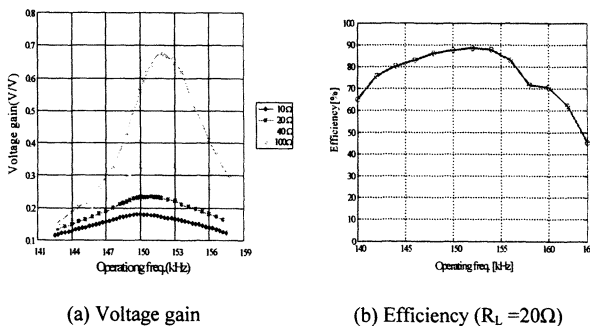 0.8
0.7
0.6
0.5
0.4
0.3
0.2
0.1
Voltage gain(V/V)
141 144 147 150 153 156 159
Operationg freq.(kHz)
10Ω
20Ω
40Ω
100Ω
(a) Voltage gain
100
90
80
70
60
50
40
30
20
10
0
Efficiency[%]
140 145 150 155 160 165
Operating freq. [kHz]
(b) Efficiency (RL =20Ω)